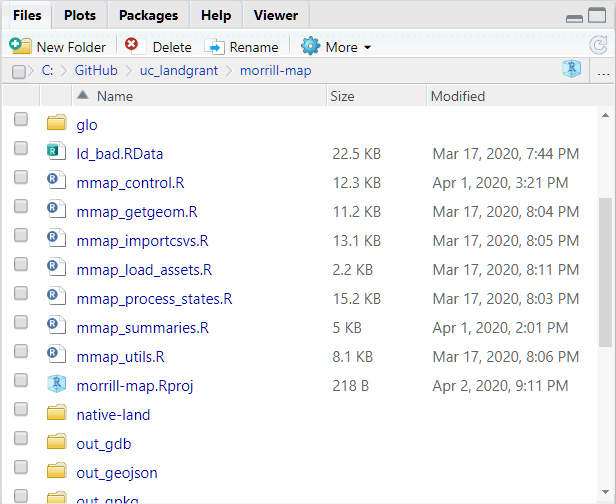 Files Plots Packages Help Viewer
New Folder Delete Rename More
C: GitHub uc_landgrant morrill-map ...
Name Size Modified
glo
ld_bad.RData 22.5 KB Mar 17, 2020, 7:44 PM
mmap_control.R 12.3 KB Apr 1, 2020, 3:21 PM
mmap_getgeom.R 11.2 KB Mar 17, 2020, 8:04 PM
mmap_importcsvs.R 13.1 KB Mar 17, 2020, 8:05 PM
mmap_load_assets.R 2.2 KB Mar 17, 2020, 8:11 PM
mmap_process_states.R 15.2 KB Mar 17, 2020, 8:03 PM
mmap_summaries.R 5 KB Apr 1, 2020, 2:01 PM
mmap_utils.R 8.1 KB Mar 17, 2020, 8:06 PM
morrill-map.Rproj 218 B Apr 2, 2020, 9:11 PM
native-land
out_gdb
out_geojson
out_gpkg